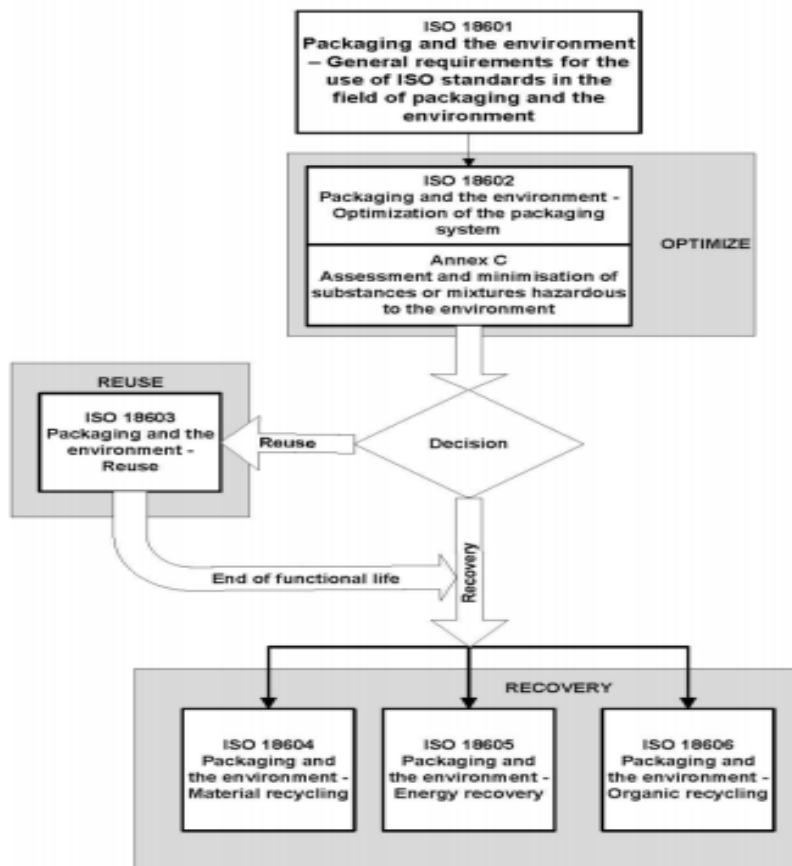 ISO 18601
Packaging and the environment
– General requirements for the
use of ISO standards in the
field of packaging and the
environment
ISO 18602
Packaging and the environment -
Optimization of the packaging
system
OPTIMIZE
Annex C
Assessment and minimisation of
substances or mixtures hazardous
to the environment
REUSE
ISO 18603
Packaging and the
environment -
Reuse
Reuse
Decision
End of functional life
Recovery
RECOVERY
ISO 18604
Packaging and
the environment -
Material recycling
ISO 18605
Packaging and
the environment -
Energy recovery
ISO 18606
Packaging and
the environment -
Organic recycling